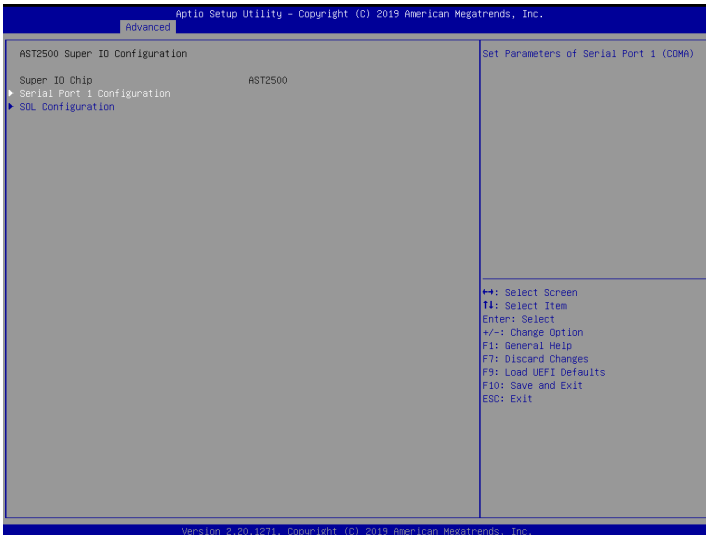 Aptio Setup Utility – Copyright (C) 2019 American Megatrends, Inc.
Advanced
AST2500 Super IO Configuration
Super IO Chip AST2500
Serial Port 1 Configuration
SOL Configuration
Set Parameters of Serial Port 1 (COMA)
↔: Select Screen
↑↓: Select Item
Enter: Select
+/-: Change Option
F1: General Help
F7: Discard Changes
F9: Load UEFI Defaults
F10: Save and Exit
ESC: Exit
Version 2.20.1271. Copyright (C) 2019 American Megatrends, Inc.